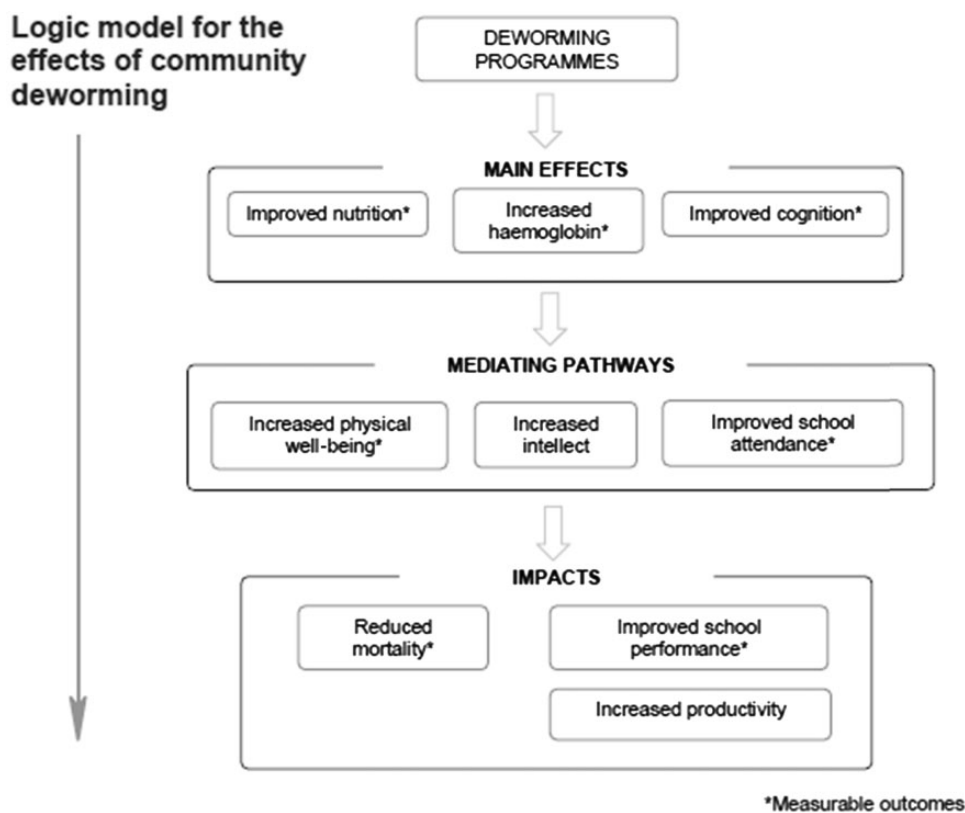 Logic model for the
effects of community
deworming
DEWORMING
PROGRAMMES
MAIN EFFECTS
Improved nutrition*
Increased
haemoglobin*
Improved cognition*
MEDIATING PATHWAYS
Increased physical
well-being*
Increased
intellect
Improved school
attendance*
IMPACTS
Reduced
mortality*
Improved school
performance*
Increased productivity
*Measurable outcomes